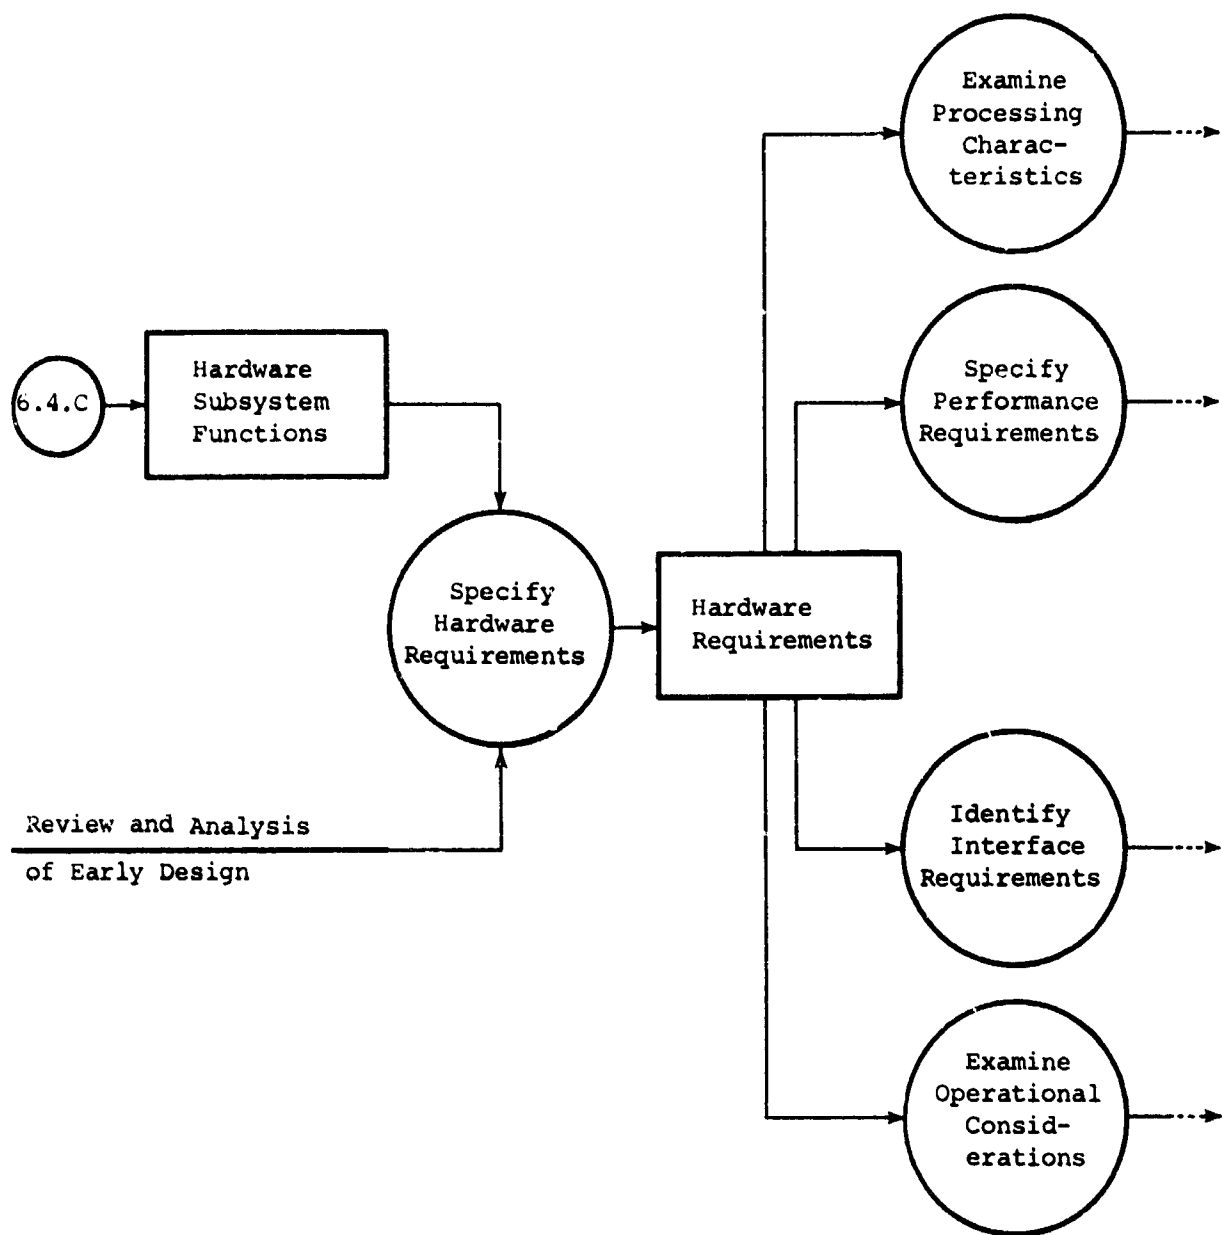 Examine
Processing
Charac-
teristics
Specify
Performance
Requirements
6.4.C
Hardware
Subsystem
Functions
Specify
Hardware
Requirements
Hardware
Requirements
Review and Analysis
of Early Design
Identify
Interface
Requirements
Examine
Operational
Consid-
erations